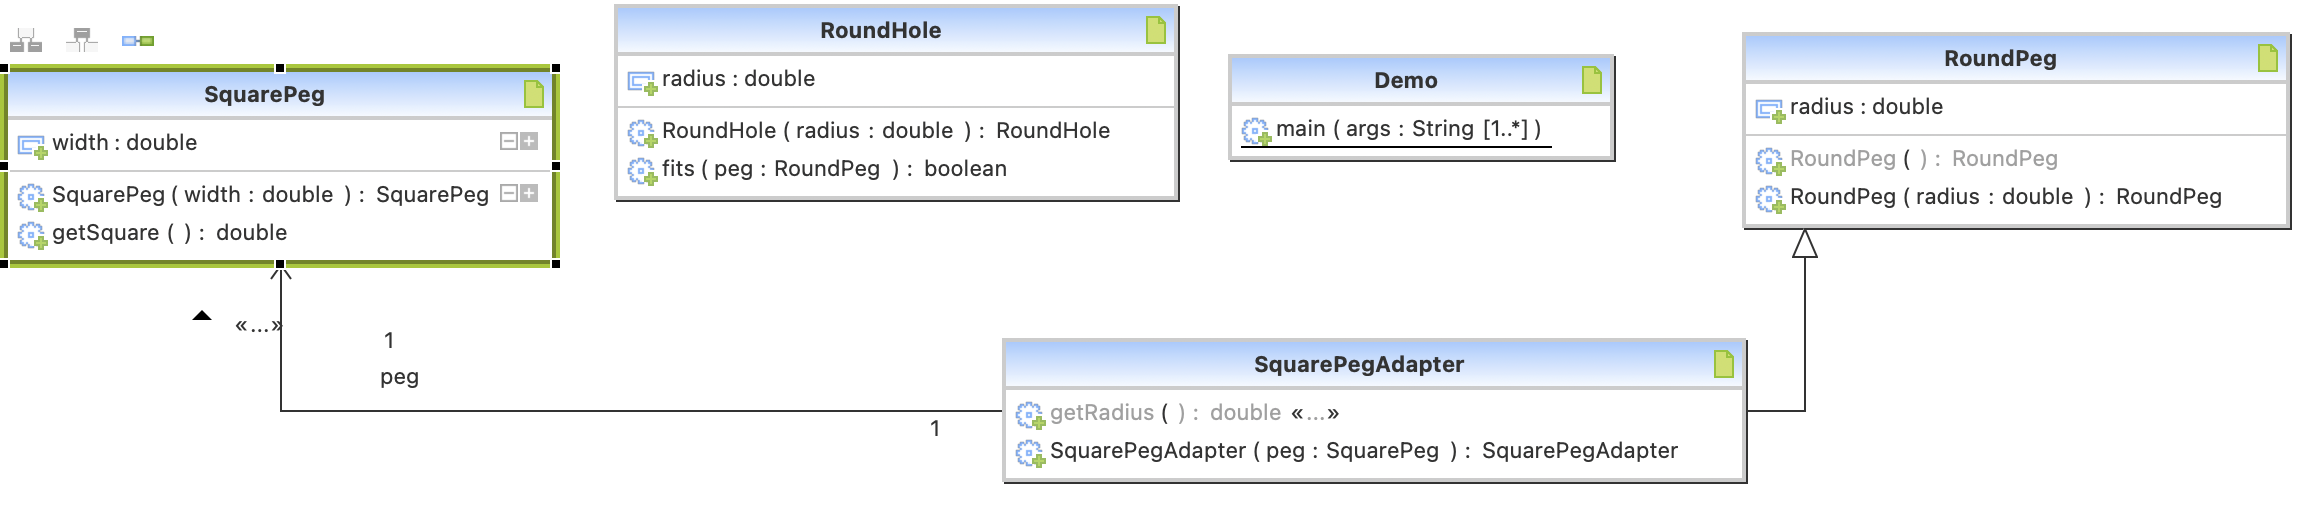 SquarePeg
width : double
SquarePeg ( width : double ) : SquarePeg
getSquare ( ) : double
RoundHole
radius : double
RoundHole ( radius : double ) : RoundHole
fits ( peg : RoundPeg ) : boolean
Demo
main ( args : String [1..*] )
RoundPeg
radius : double
RoundPeg ( ) : RoundPeg
RoundPeg ( radius : double ) : RoundPeg
«...»
1
peg
1
SquarePegAdapter
getRadius ( ) : double «...»
SquarePegAdapter ( peg : SquarePeg ) : SquarePegAdapter